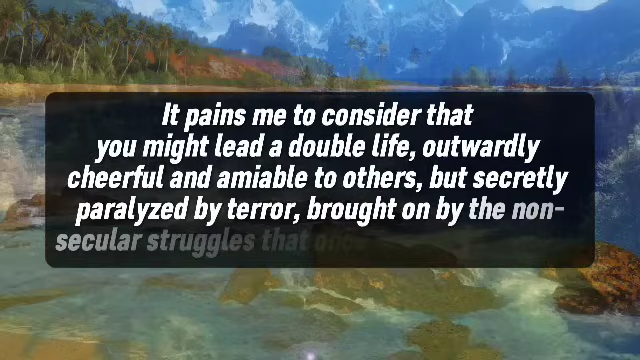 It pains me to consider that
you might lead a double life, outwardly
cheerful and amiable to others, but secretly
paralyzed by terror, brought on by the non-
secular struggles that once